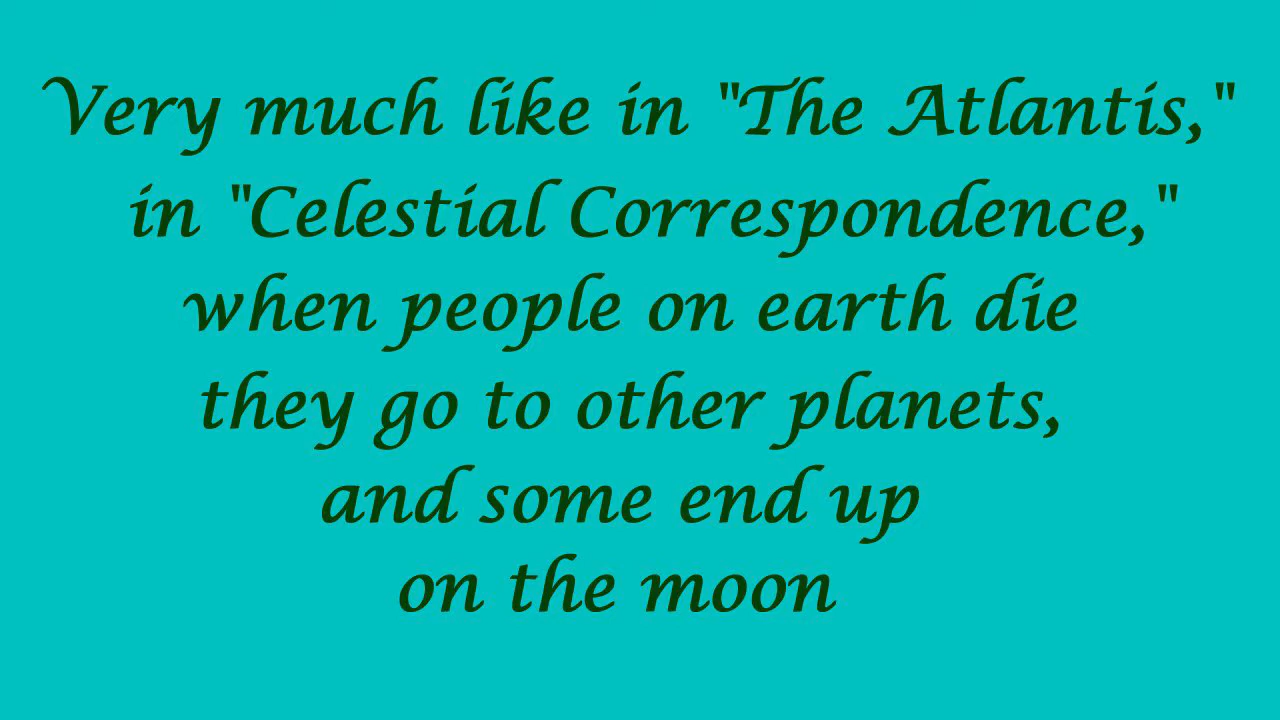 Very much like in "The Atlantis,"
in "Celestial Correspondence,"
when people on earth die
they go to other planets,
and some end up
on the moon